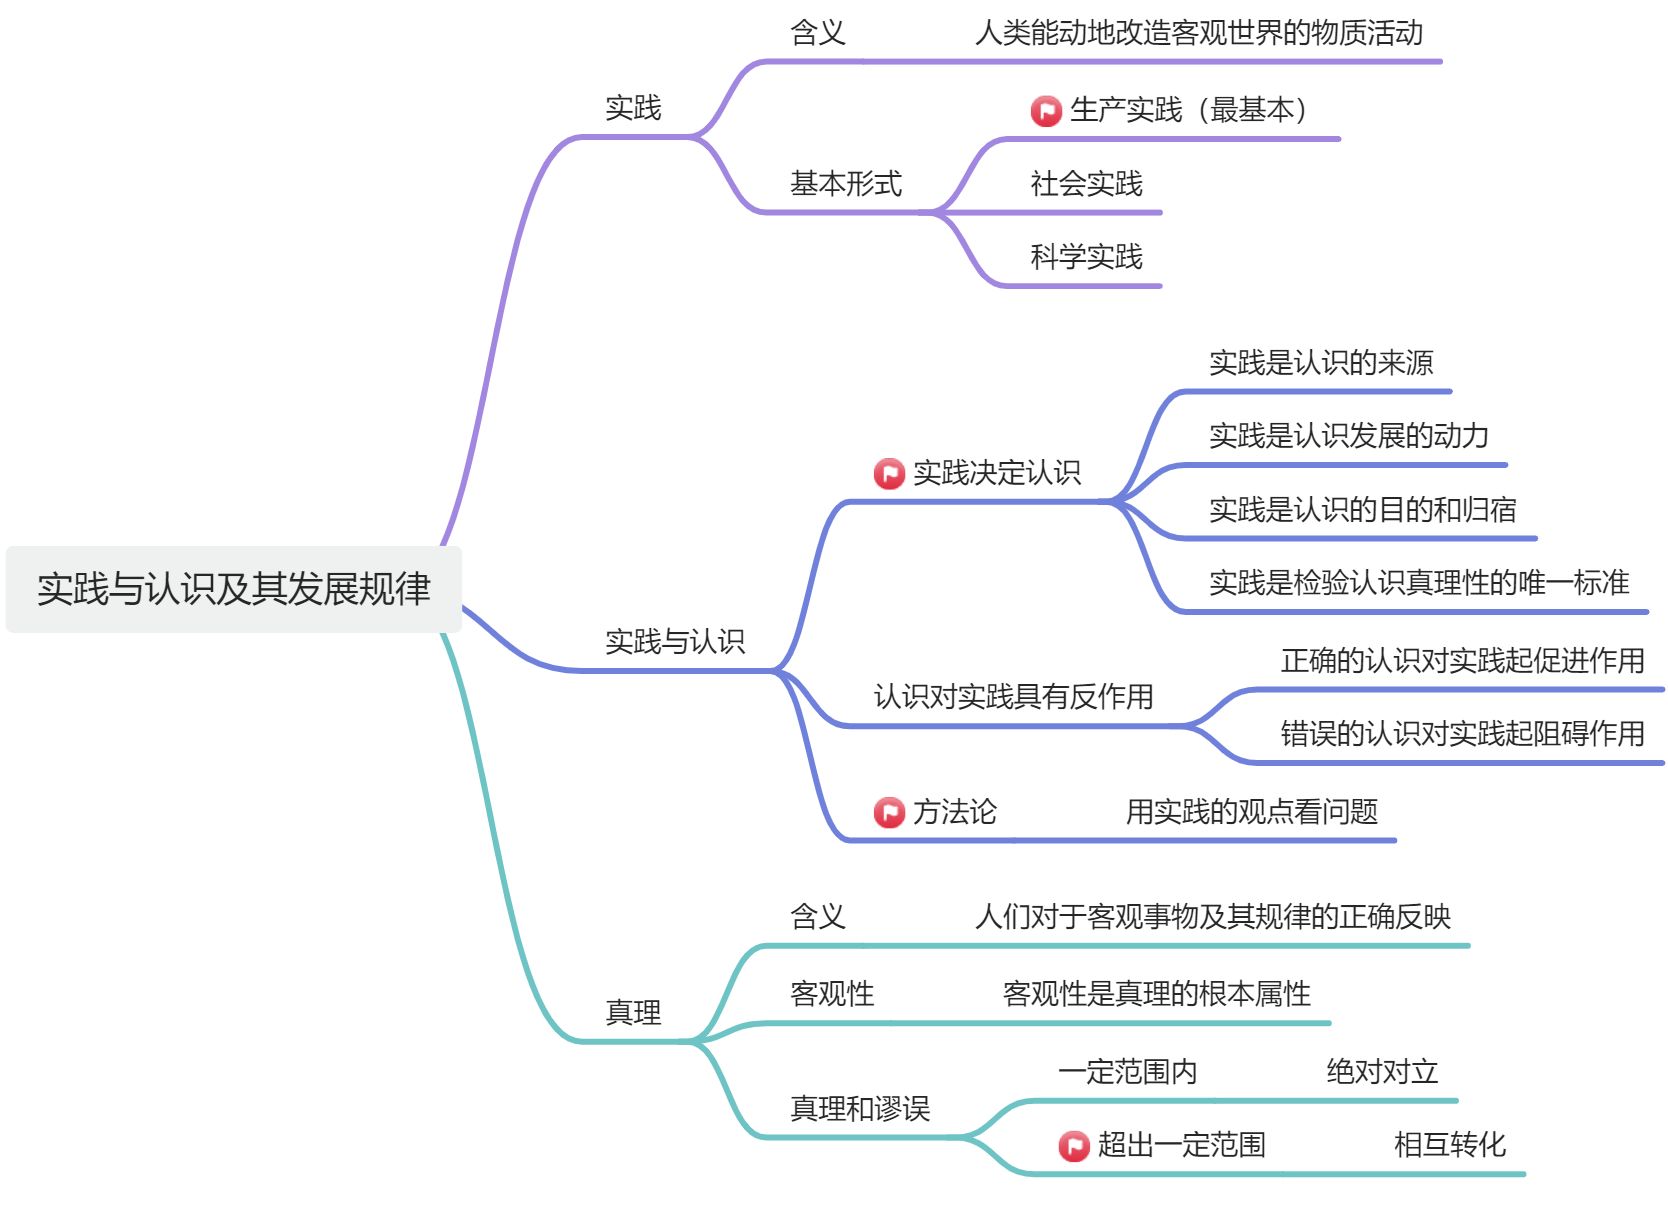 实践与认识及其发展规律
实践
含义
人类能动地改造客观世界的物质活动
基本形式
生产实践（最基本）
社会实践
科学实践
实践与认识
实践决定认识
实践是认识的来源
实践是认识发展的动力
实践是认识的目的和归宿
实践是检验认识真理性的唯一标准
认识对实践具有反作用
正确的认识对实践起促进作用
错误的认识对实践起阻碍作用
方法论
用实践的观点看问题
真理
含义
人们对于客观事物及其规律的正确反映
客观性
客观性是真理的根本属性
真理和谬误
一定范围内
绝对对立
超出一定范围
相互转化